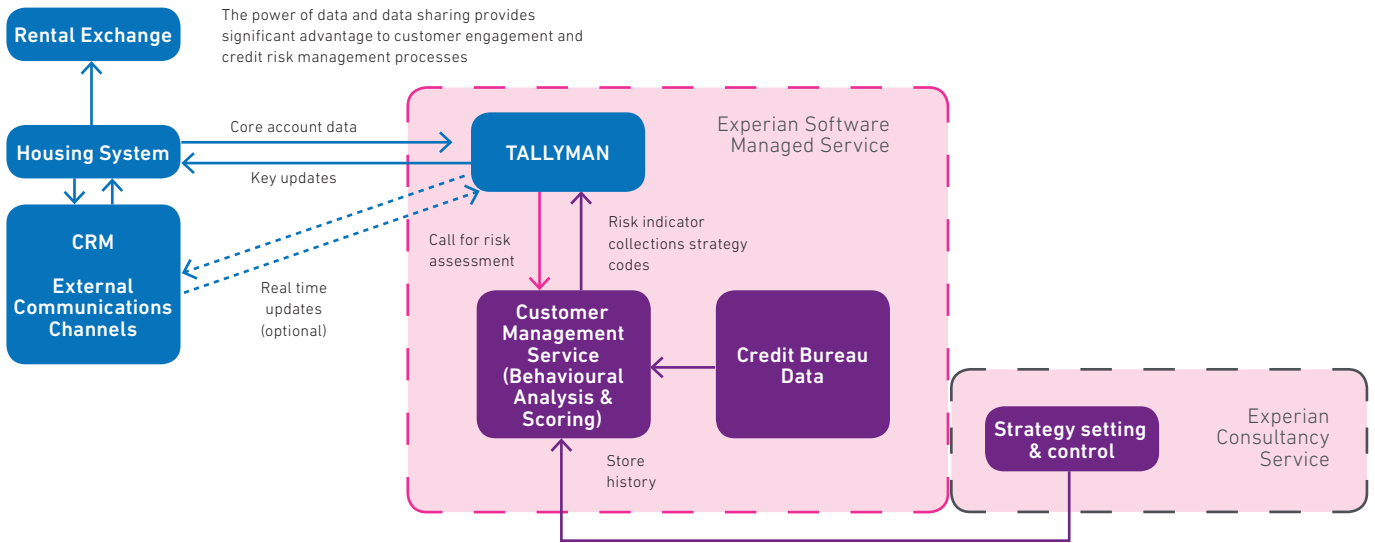 Rental Exchange
The power of data and data sharing provides
significant advantage to customer engagement and
credit risk management processes
Housing System
Core account data
Key updates
TALLYMAN
Experian Software
Managed Service
CRM
External
Communications
Channels
Real time
updates
(optional)
Call for risk
assessment
Risk indicator
collections strategy
codes
Customer
Management
Service
(Behavioural
Analysis &
Scoring)
Credit Bureau
Data
Store
history
Strategy setting
& control
Experian
Consultancy
Service